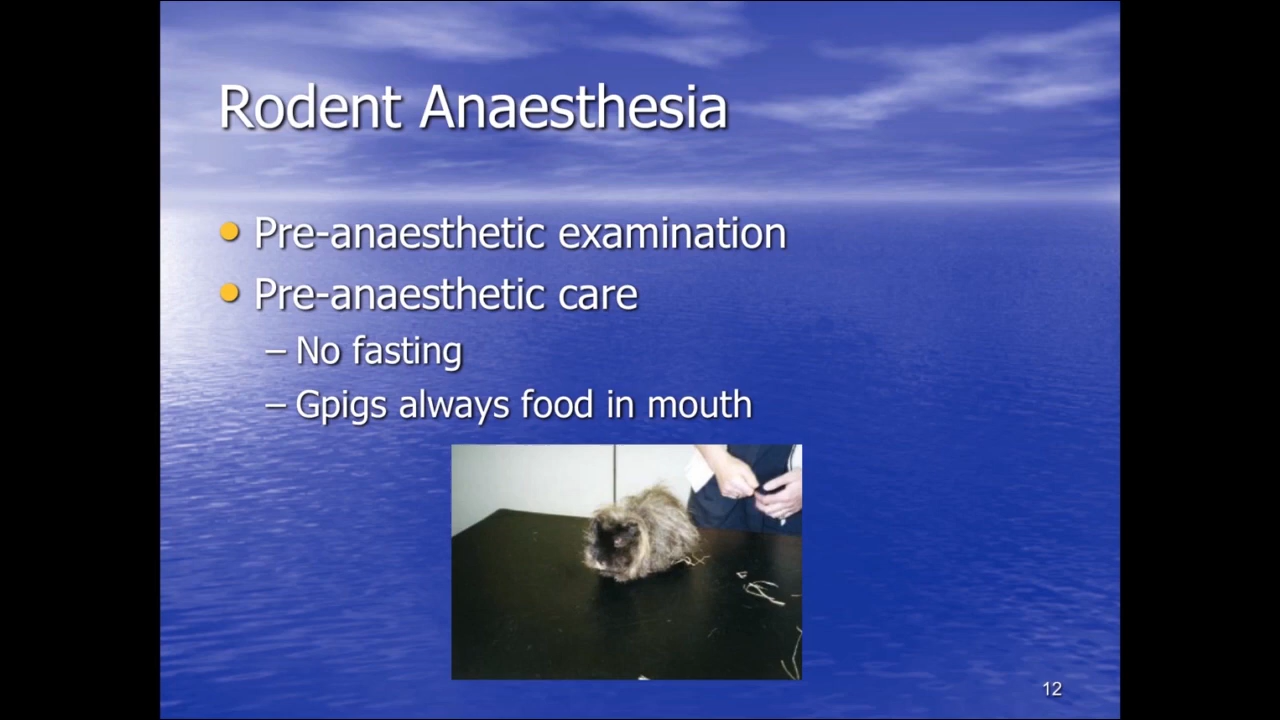 Rodent Anaesthesia
Pre-anaesthetic examination
Pre-anaesthetic care
– No fasting
– Gpigs always food in mouth
12